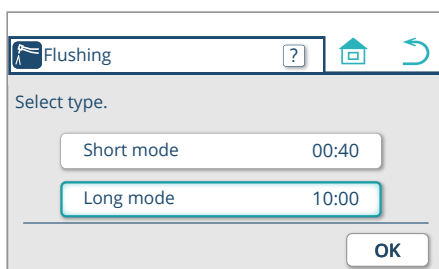 Flushing ?
Select type.
Short mode 00:40
Long mode 10:00
OK